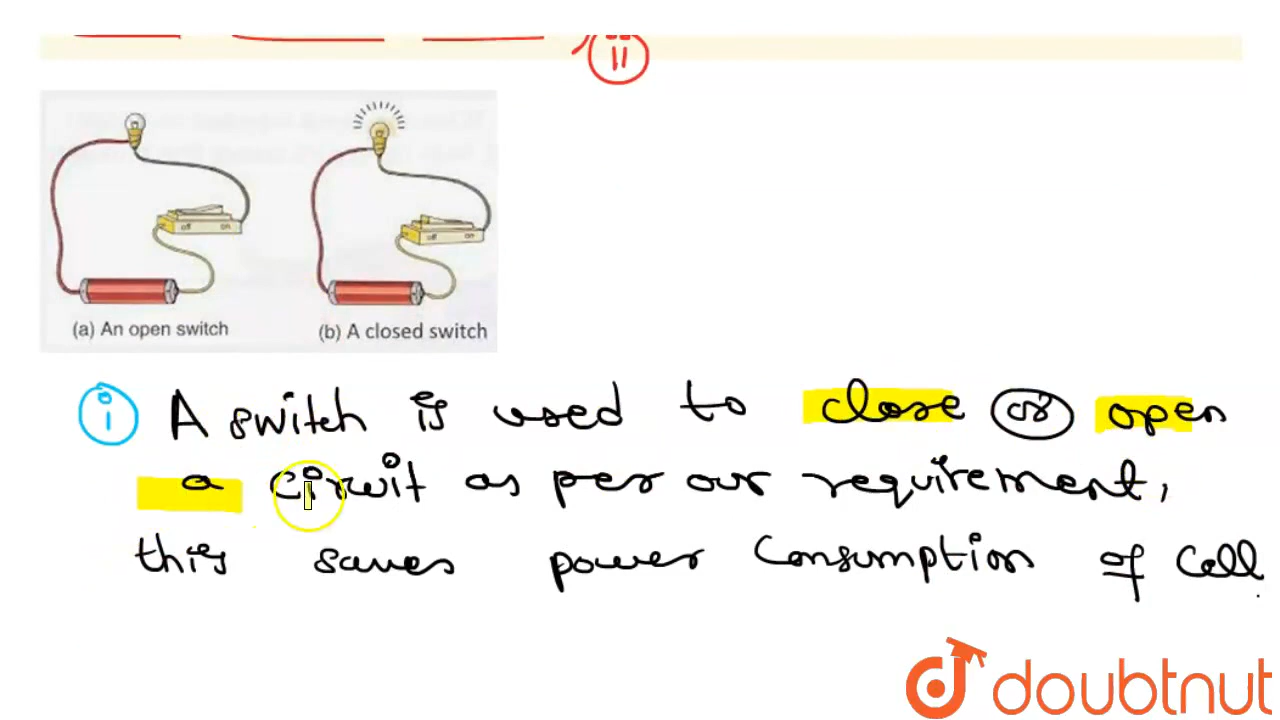 ii
off on
off on
(a) An open switch
(b) A closed switch
i A switch is used to close or open
a circuit as per our requirement,
this saves power consumption of cell
doubtnut